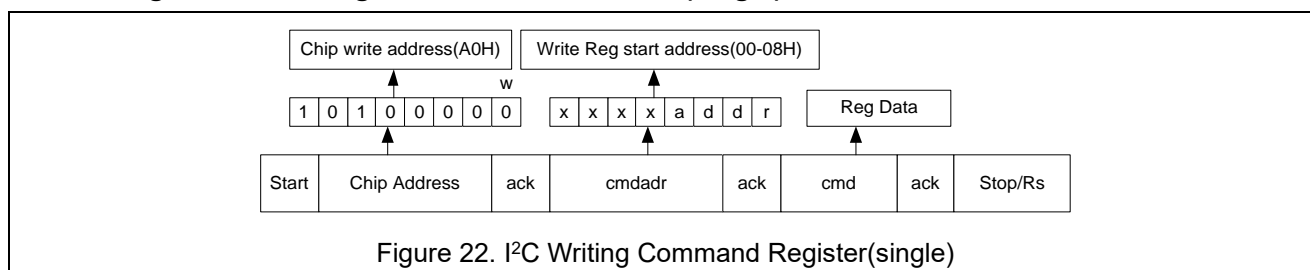 Chip write address(A0H) Write Reg start address(00-08H)
w
1 0 1 0 0 0 0 0 x x x x a d d r Reg Data
Start Chip Address ack cmdadr ack cmd ack Stop/Rs
Figure 22. I²C Writing Command Register(single)